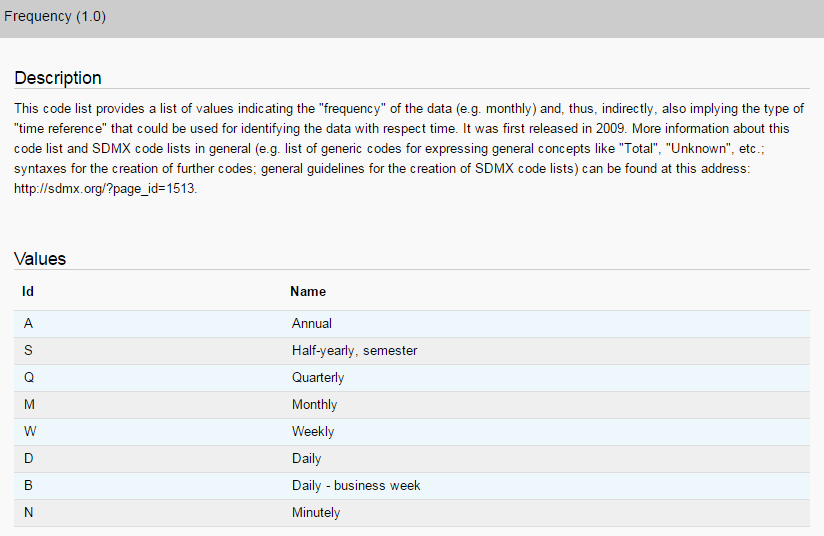 Frequency (1.0)
Description
This code list provides a list of values indicating the "frequency" of the data (e.g. monthly) and, thus, indirectly, also implying the type of
"time reference" that could be used for identifying the data with respect time. It was first released in 2009. More information about this
code list and SDMX code lists in general (e.g. list of generic codes for expressing general concepts like "Total", "Unknown", etc.;
syntaxes for the creation of further codes; general guidelines for the creation of SDMX code lists) can be found at this address:
http://sdmx.org/?page_id=1513.
Values
Id Name
A Annual
S Half-yearly, semester
Q Quarterly
M Monthly
W Weekly
D Daily
B Daily - business week
N Minutely